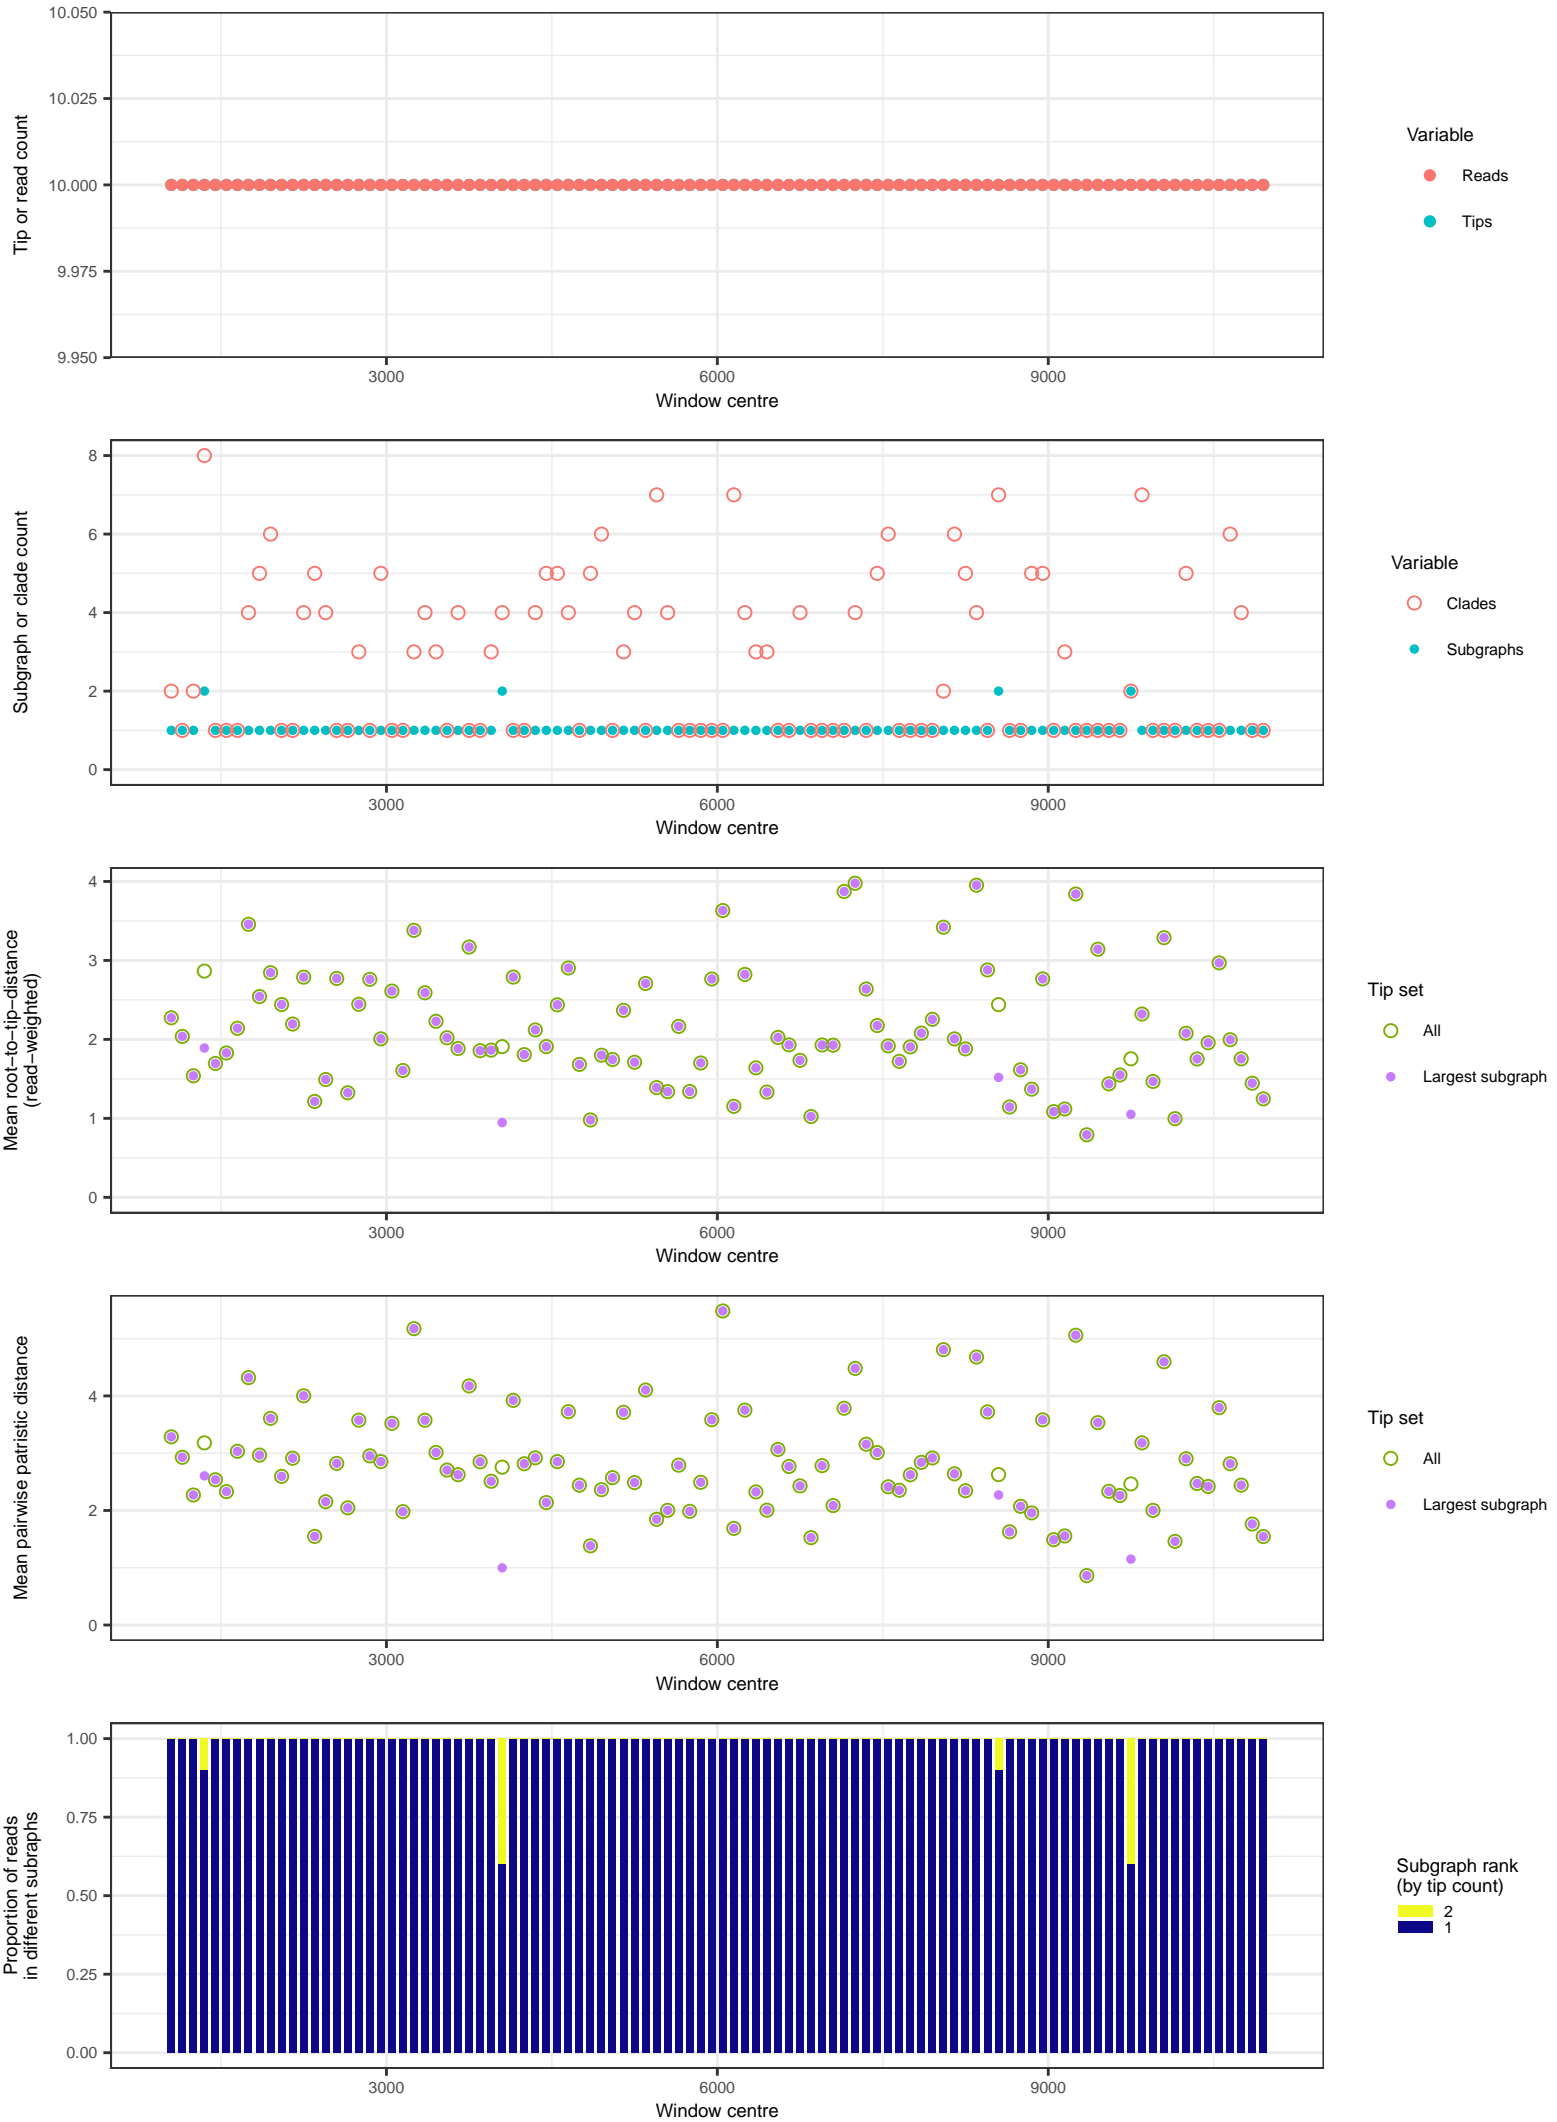 10.050
10.025
10.000
9.975
9.950
Tip or read count
3000 6000 9000
Window centre
Variable
Reads
Tips
8
6
4
2
0
Subgraph or clade count
3000 6000 9000
Window centre
Variable
Clades
Subgraphs
4
3
2
1
0
Mean root−to−tip−distance
(read−weighted)
3000 6000 9000
Window centre
Tip set
All
Largest subgraph
4
2
0
Mean pairwise patristic distance
3000 6000 9000
Window centre
Tip set
All
Largest subgraph
1.00
0.75
0.50
0.25
0.00
Proportion of reads
in different subraphs
3000 6000 9000
Window centre
Subgraph rank
(by tip count)
2
1